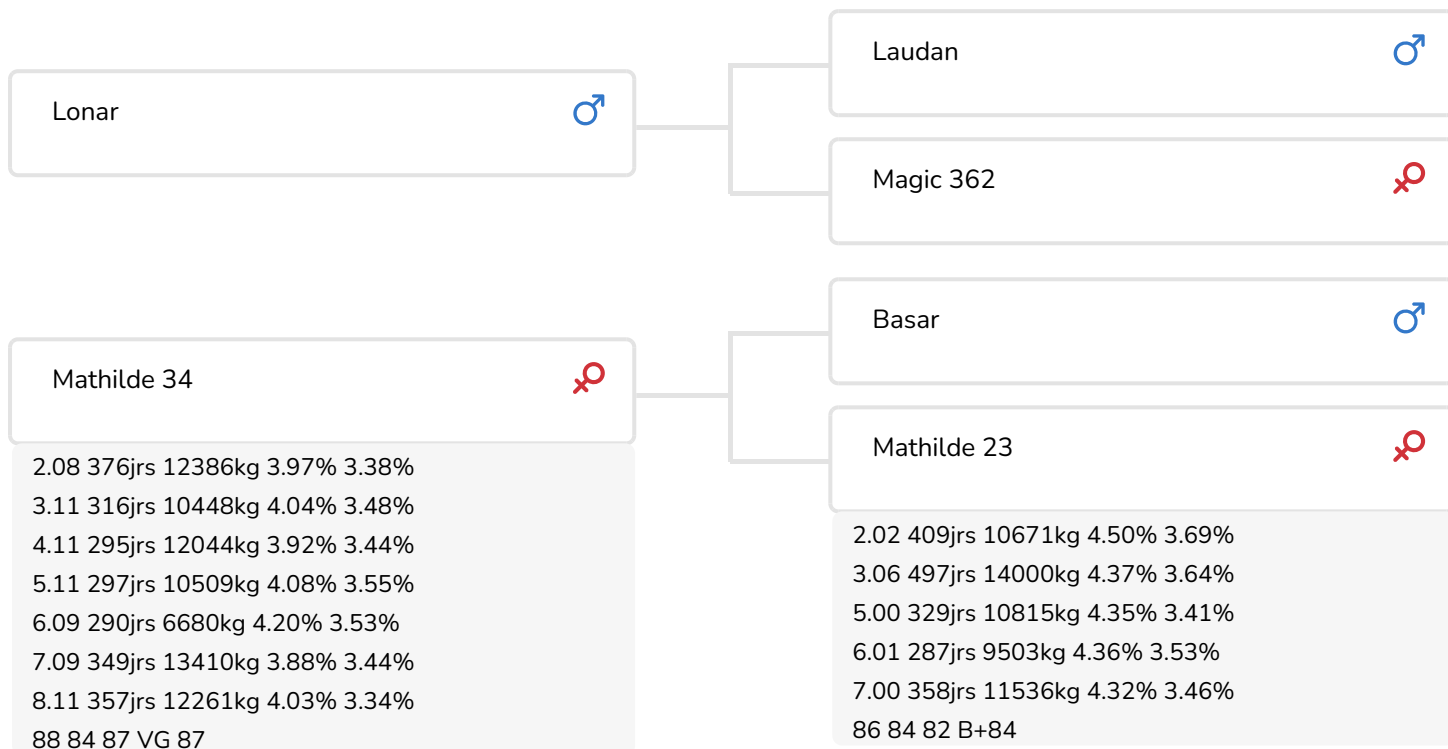 Lonar
Laudan
Magic 362
Mathilde 34
2.08 376jrs 12386kg 3.97% 3.38%
3.11 316jrs 10448kg 4.04% 3.48%
4.11 295jrs 12044kg 3.92% 3.44%
5.11 297jrs 10509kg 4.08% 3.55%
6.09 290jrs 6680kg 4.20% 3.53%
7.09 349jrs 13410kg 3.88% 3.44%
8.11 357jrs 12261kg 4.03% 3.34%
88 84 87 VG 87
Basar
Mathilde 23
2.02 409jrs 10671kg 4.50% 3.69%
3.06 497jrs 14000kg 4.37% 3.64%
5.00 329jrs 10815kg 4.35% 3.41%
6.01 287jrs 9503kg 4.36% 3.53%
7.00 358jrs 11536kg 4.32% 3.46%
86 84 82 B+84